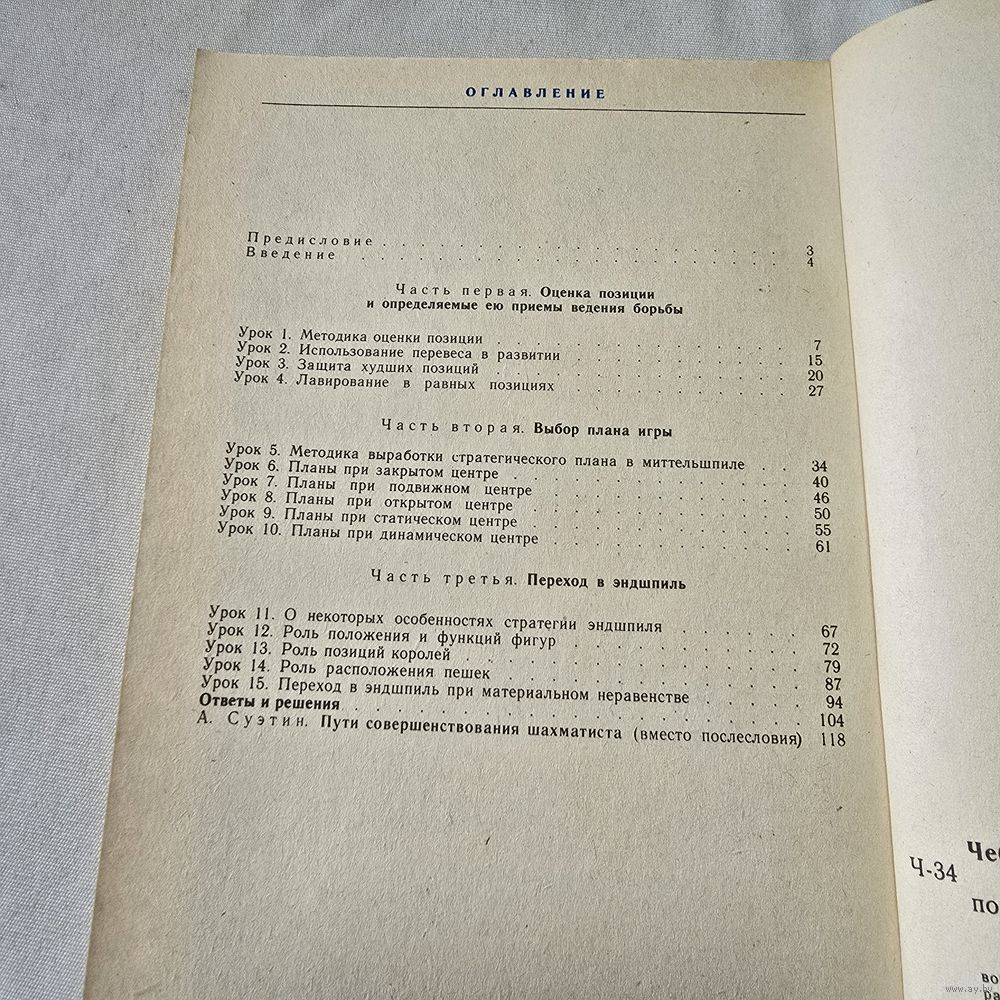 ОГЛАВЛЕНИЕ
Предисловие . . . . . . . . . . . . . . . . . . . . 3
Введение . . . . . . . . . . . . . . . . . . . . 4
Часть первая. Оценка позиции
и определяемые ею приемы ведения борьбы
Урок 1. Методика оценки позиции . . . . . . . . . . . . . . 7
Урок 2. Использование перевеса в развитии . . . . . . . . . . . 15
Урок 3. Защита худших позиций . . . . . . . . . . . . . . 20
Урок 4. Лавирование в равных позициях . . . . . . . . . . . 27
Часть вторая. Выбор плана игры
Урок 5. Методика выработки стратегического плана в миттельшпиле . . 34
Урок 6. Планы при закрытом центре . . . . . . . . . . . . . 40
Урок 7. Планы при подвижном центре . . . . . . . . . . . . 46
Урок 8. Планы при открытом центре . . . . . . . . . . . . . 50
Урок 9. Планы при статическом центре . . . . . . . . . . . . 55
Урок 10. Планы при динамическом центре . . . . . . . . . . . 61
Часть третья. Переход в эндшпиль
Урок 11. О некоторых особенностях стратегии эндшпиля . . . . . . 67
Урок 12. Роль положения и функций фигур . . . . . . . . . . 72
Урок 13. Роль позиций королей . . . . . . . . . . . . . . 79
Урок 14. Роль расположения пешек . . . . . . . . . . . . . 87
Урок 15. Переход в эндшпиль при материальном неравенстве . . . . . 94
Ответы и решения . . . . . . . . . . . . . . . . . . . 104
А. Суэтин. Пути совершенствования шахматиста (вместо послесловия) 118
Че
Ч-34
по
во
www.ay.by